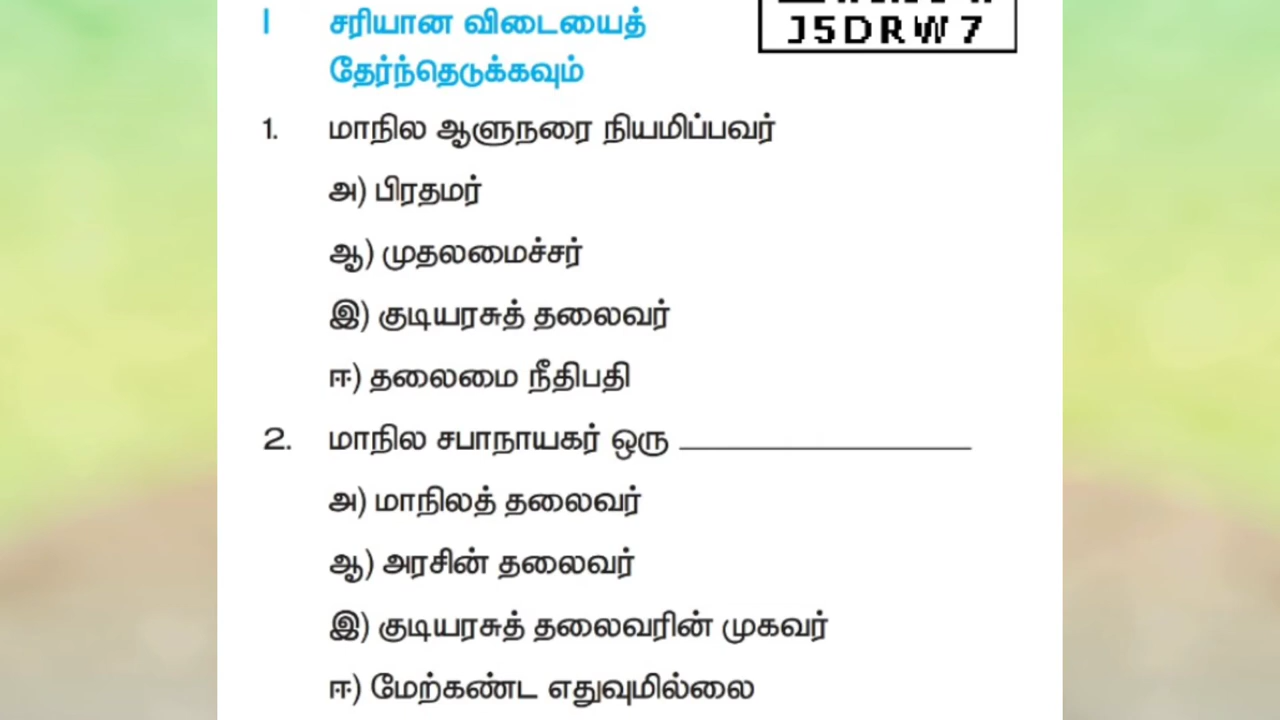 I சரியான விடையைத்
J5DRW7
தேர்ந்தெடுக்கவும்
1. மாநில ஆளுநரை நியமிப்பவர்
அ) பிரதமர்
ஆ) முதலமைச்சர்
இ) குடியரசுத் தலைவர்
ஈ) தலைமை நீதிபதி
2. மாநில சபாநாயகர் ஒரு ____________________
அ) மாநிலத் தலைவர்
ஆ) அரசின் தலைவர்
இ) குடியரசுத் தலைவரின் முகவர்
ஈ) மேற்கண்ட எதுவுமில்லை